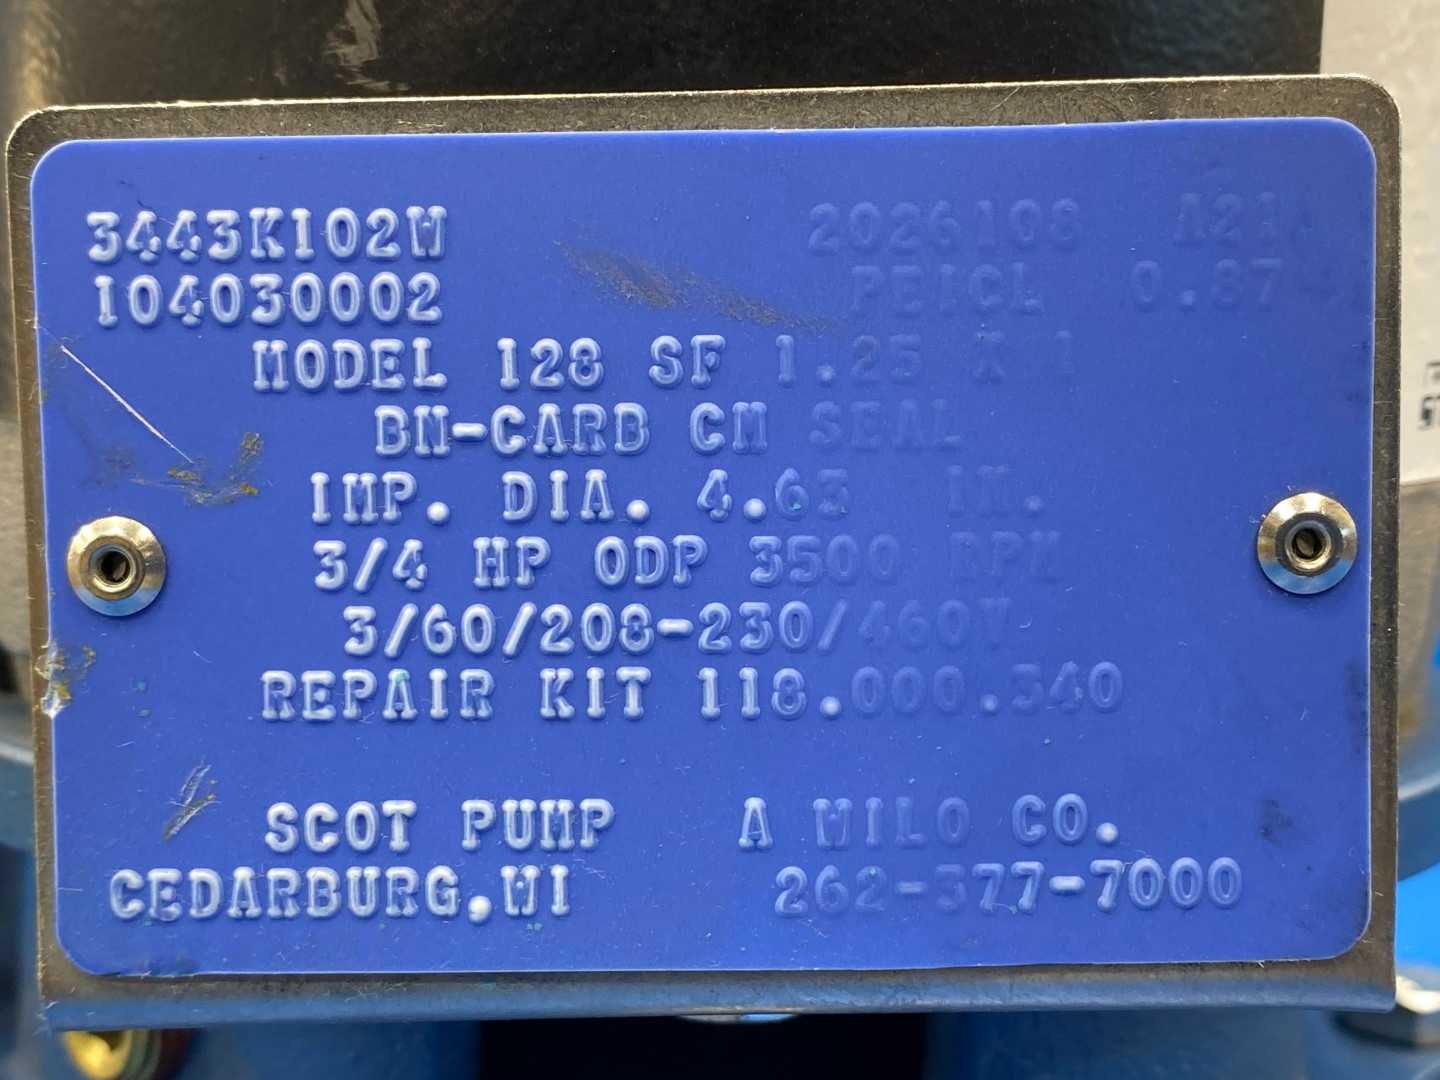 3443K102W 2026108 A21
104030002 PEICL 0.87
MODEL 128 SF 1.25 X 1
BN-CARB CM SEAL
IMP. DIA. 4.63 IN.
3/4 HP ODP 3500 RPM
3/60/208-230/460V
REPAIR KIT 118.000.340
SCOT PUMP A WILO CO.
CEDARBURG,WI 262-377-7000